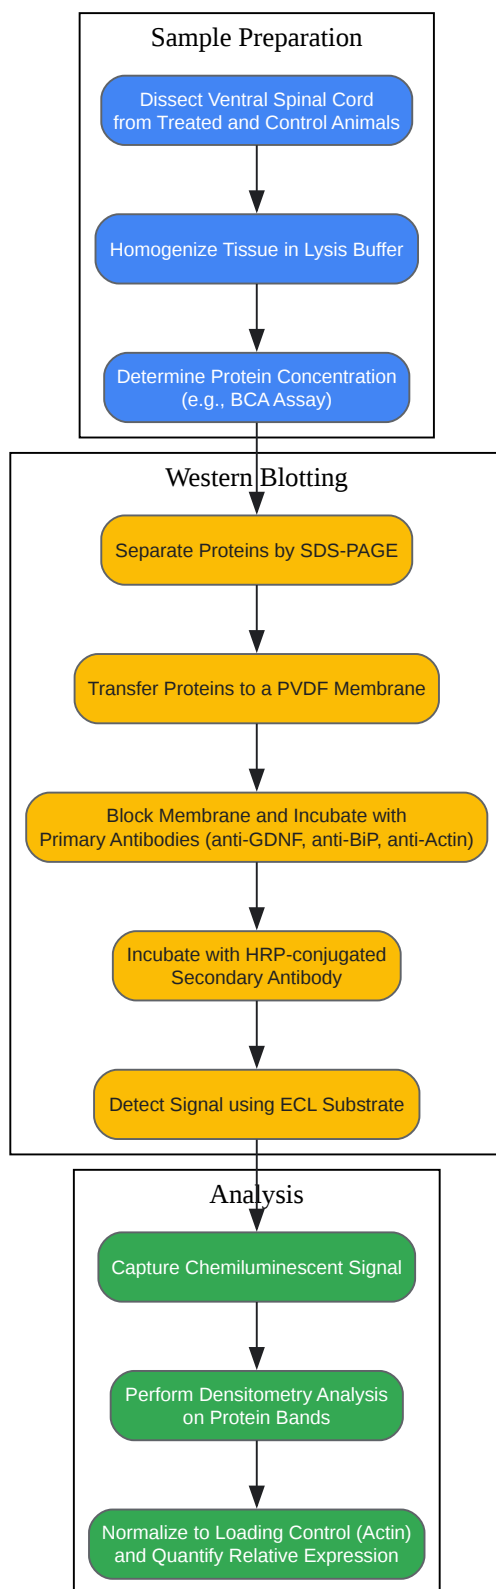 Sample Preparation
Dissect Ventral Spinal Cord
from Treated and Control Animals
Homogenize Tissue in Lysis Buffer
Determine Protein Concentration
(e.g., BCA Assay)
Western Blotting
Separate Proteins by SDS-PAGE
Transfer Proteins to a PVDF Membrane
Block Membrane and Incubate with
Primary Antibodies (anti-GDNF, anti-BiP, anti-Actin)
Incubate with HRP-conjugated
Secondary Antibody
Detect Signal using ECL Substrate
Analysis
Capture Chemiluminescent Signal
Perform Densitometry Analysis
on Protein Bands
Normalize to Loading Control (Actin)
and Quantify Relative Expression